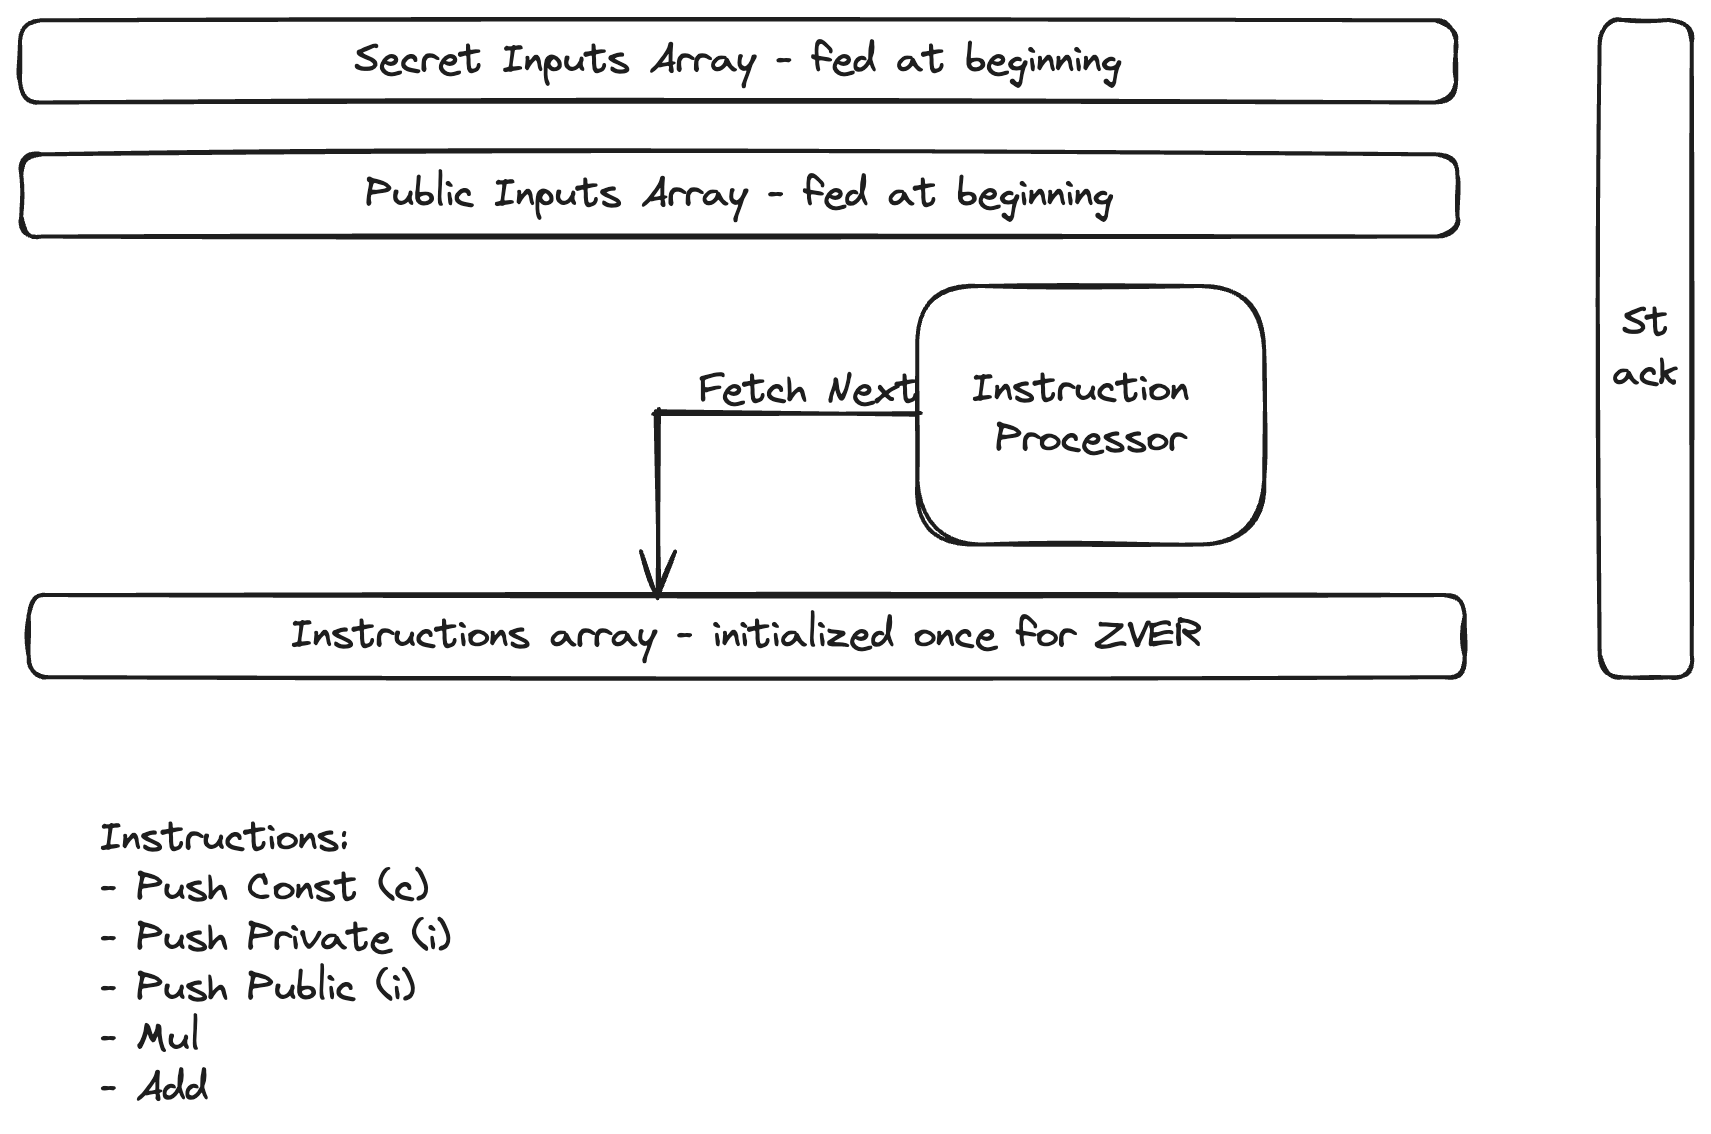 Secret Inputs Array - fed at beginning
Public Inputs Array - fed at beginning
St
ack
Fetch Next
Instruction
Processor
Instructions array - initialized once for ZVER
Instructions:
- Push Const (c)
- Push Private (i)
- Push Public (i)
- Mul
- Add